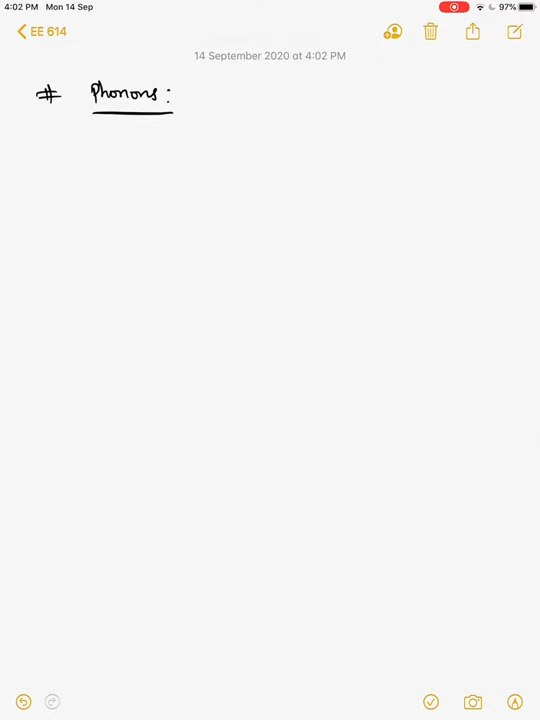 4:02 PM Mon 14 Sep 97%
EE 614
14 September 2020 at 4:02 PM
# Phonons: